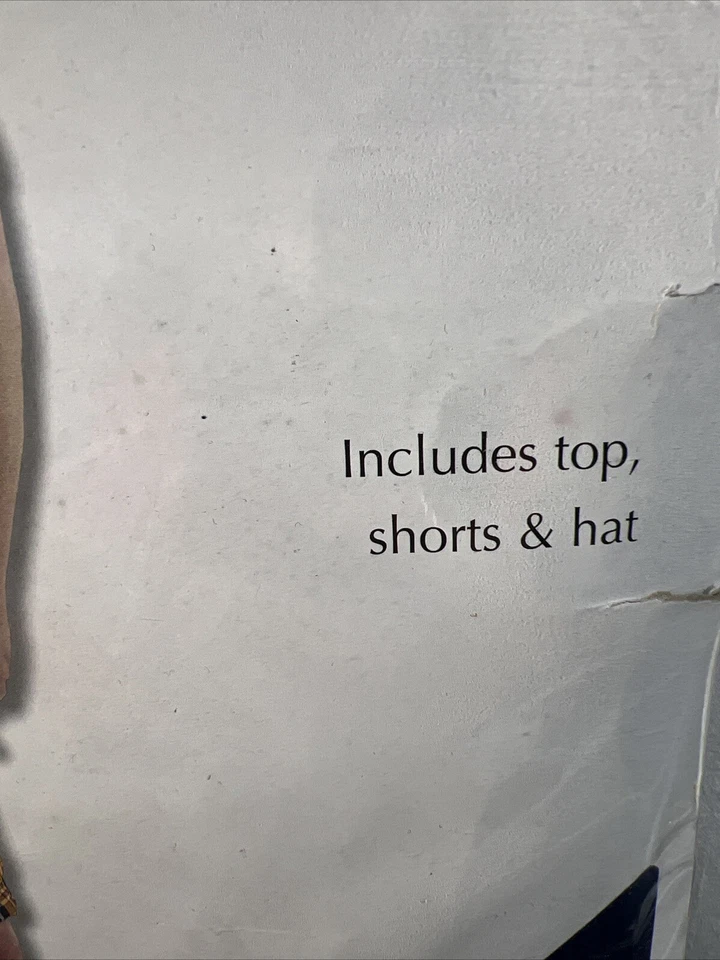 Includes top,
shorts & hat